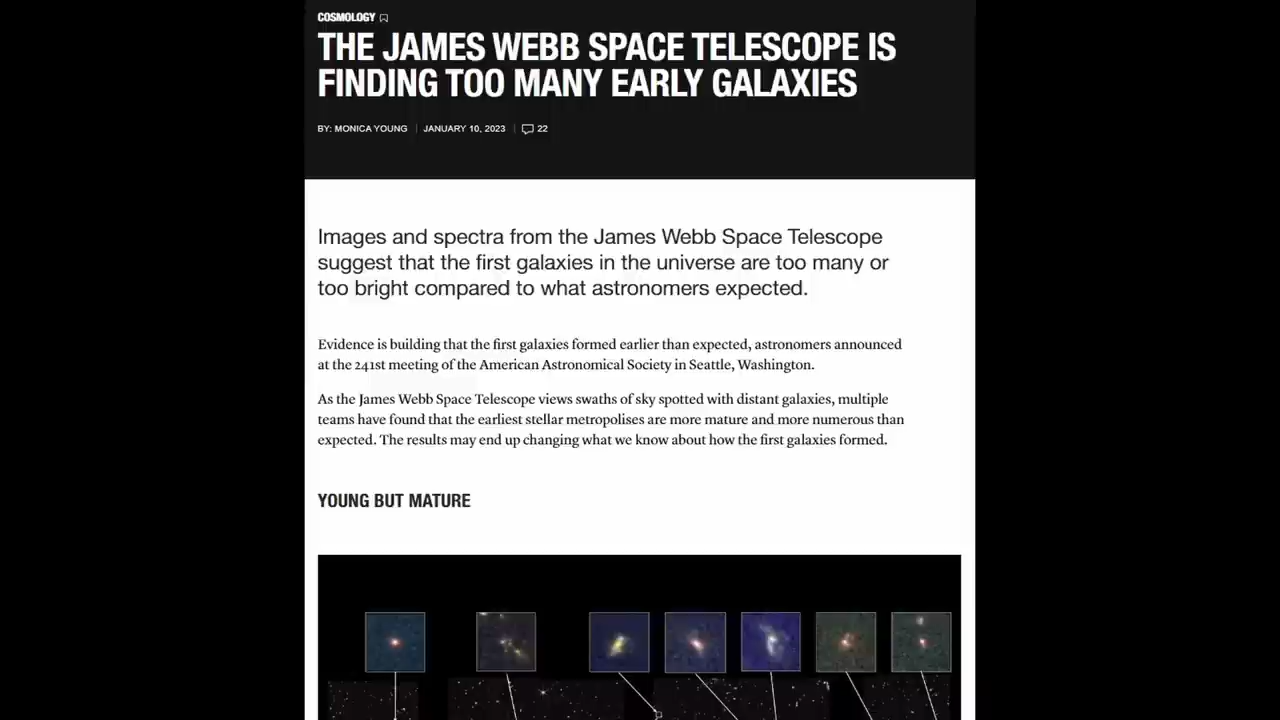 COSMOLOGY
THE JAMES WEBB SPACE TELESCOPE IS
FINDING TOO MANY EARLY GALAXIES
BY: MONICA YOUNG | JANUARY 10, 2023 | 22
Images and spectra from the James Webb Space Telescope
suggest that the first galaxies in the universe are too many or
too bright compared to what astronomers expected.
Evidence is building that the first galaxies formed earlier than expected, astronomers announced
at the 241st meeting of the American Astronomical Society in Seattle, Washington.
As the James Webb Space Telescope views swaths of sky spotted with distant galaxies, multiple
teams have found that the earliest stellar metropolises are more mature and more numerous than
expected. The results may end up changing what we know about how the first galaxies formed.
YOUNG BUT MATURE